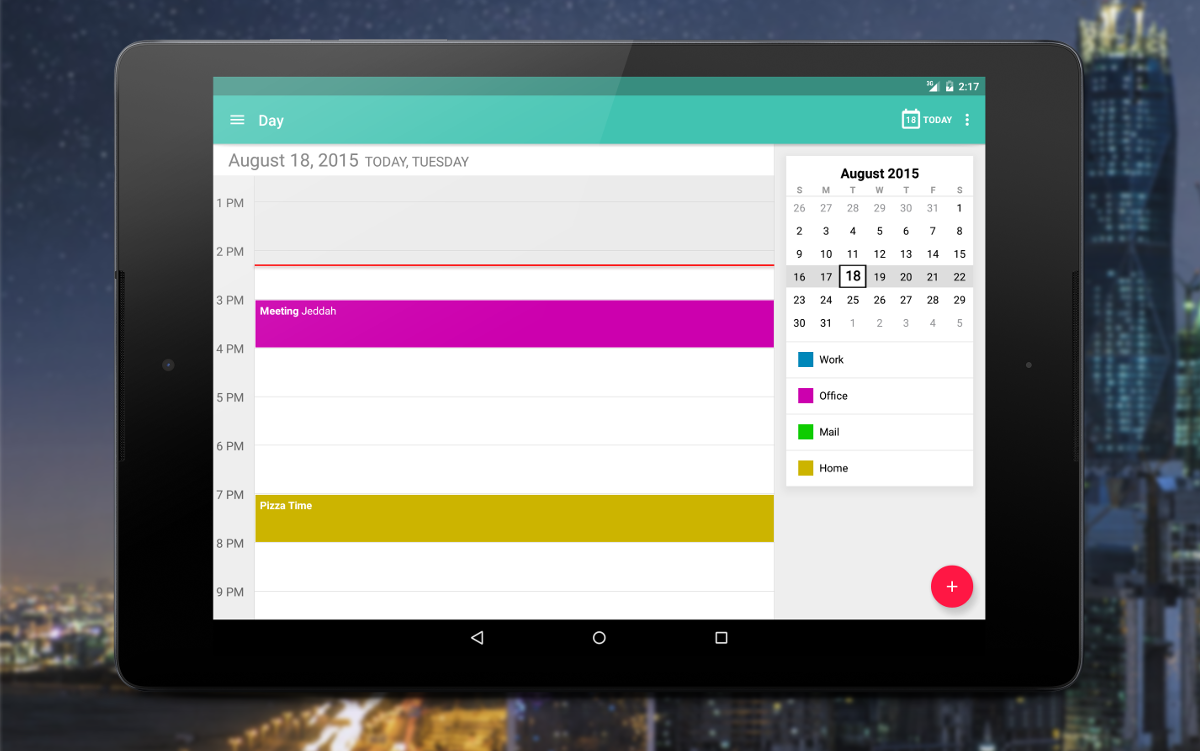 3G 2:17
Day 18 TODAY
August 18, 2015 TODAY, TUESDAY
1 PM
2 PM
3 PM
Meeting Jeddah
4 PM
5 PM
6 PM
7 PM
Pizza Time
8 PM
9 PM
August 2015
S M T W T F S
26 27 28 29 30 31 1
2 3 4 5 6 7 8
9 10 11 12 13 14 15
16 17 18 19 20 21 22
23 24 25 26 27 28 29
30 31 1 2 3 4 5
Work
Office
Mail
Home
+